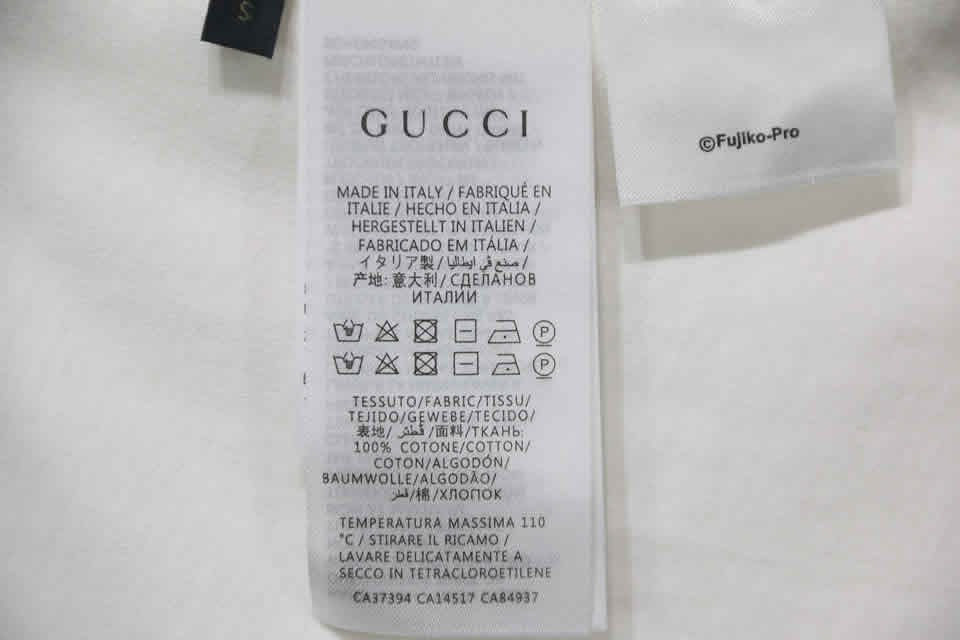 S
©Fujiko-Pro
GUCCI
MADE IN ITALY / FABRIQUÉ EN
ITALIE / HECHO EN ITALIA /
HERGESTELLT IN ITALIEN /
FABRICADO EM ITÁLIA /
イタリア製 / صنع في ايطاليا /
产地: 意大利 / СДЕЛАНОВ
ИТАЛИИ
P
P
TESSUTO/FABRIC/TISSU/
TEJIDO/GEWEBE/TECIDO/
表地/ قُطنر /面料/ТКАНЬ:
100% COTONE/COTTON/
COTON/ALGODÓN/
BAUMWOLLE/ALGODÃO/
قطر/棉/ХЛОПОК
TEMPERATURA MASSIMA 110
°C / STIRARE IL RICAMO /
LAVARE DELICATAMENTE A
SECCO IN TETRACLOROETILENE
CA37394 CA14517 CA84937